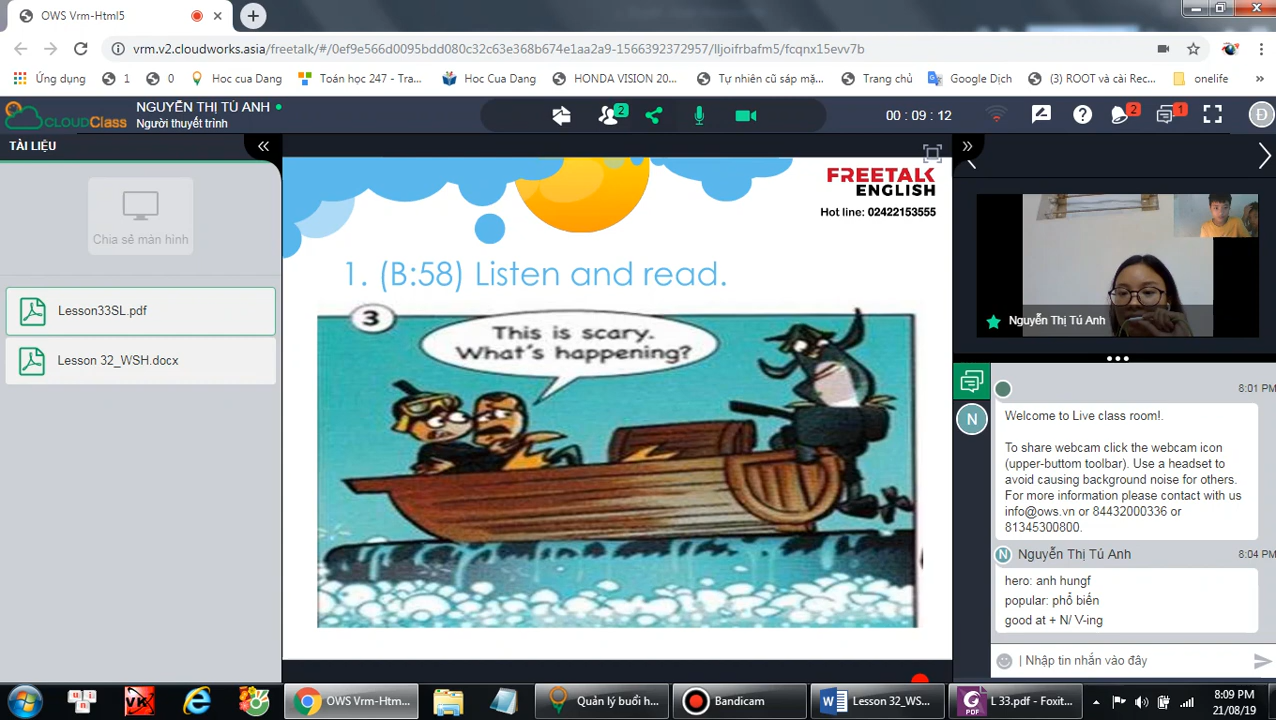 OWS Vrm-Html5
vrm.v2.cloudworks.asia/freetalk/#/0ef9e566d0095bdd080c32c63e368b674e1aa2a9-1566392372957/lljoifrbafm5/fcqnx15evv7b
Ứng dụng 1 0 Hoc cua Dang Toán học 247 - Tra... Học Cua Dang HONDA VISION 20... Tự nhiên cũ sáp mặ... Trang chủ Google Dịch (3) ROOT và cài Rec... onelife »
CLOUDClass
NGUYỄN THỊ TÚ ANH
Người thuyết trình
2
00 : 09 : 12
2
1
Đ
TÀI LIỆU
Chia sẻ màn hình
Lesson33SL.pdf
Lesson 32_WSH.docx
FREETALK
ENGLISH
Hot line: 02422153555
1. (B:58) Listen and read.
3
This is scary.
What's happening?
Nguyễn Thị Tú Anh
8:01 PM
N
Welcome to Live class room!.
To share webcam click the webcam icon
(upper-buttom toolbar). Use a headset to
avoid causing background noise for others.
For more information please contact with us
info@ows.vn or 84432000336 or
81345300800.
N Nguyễn Thị Tú Anh 8:04 PM
hero: anh hungf
popular: phổ biến
good at + N/ V-ing
Nhập tin nhắn vào đây
OWS Vrm-Htm... Quản lý buổi h... Bandicam Lesson 32_WS... L 33.pdf - Foxit...
8:09 PM
21/08/19